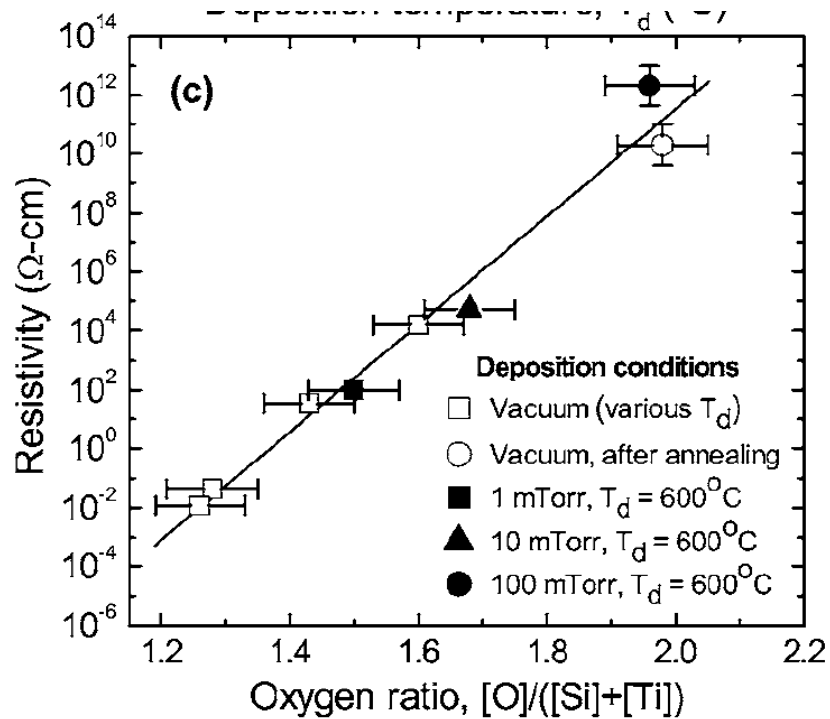 Deposition temperature, T_d (°C)
(c)
10^14
10^12
10^10
10^8
10^6
10^4
10^2
10^0
10^-2
10^-4
10^-6
Resistivity (Ω-cm)
Deposition conditions
Vacuum (various T_d)
Vacuum, after annealing
1 mTorr, T_d = 600°C
10 mTorr, T_d = 600°C
100 mTorr, T_d = 600°C
1.2 1.4 1.6 1.8 2.0 2.2
Oxygen ratio, [O]/([Si]+[Ti])